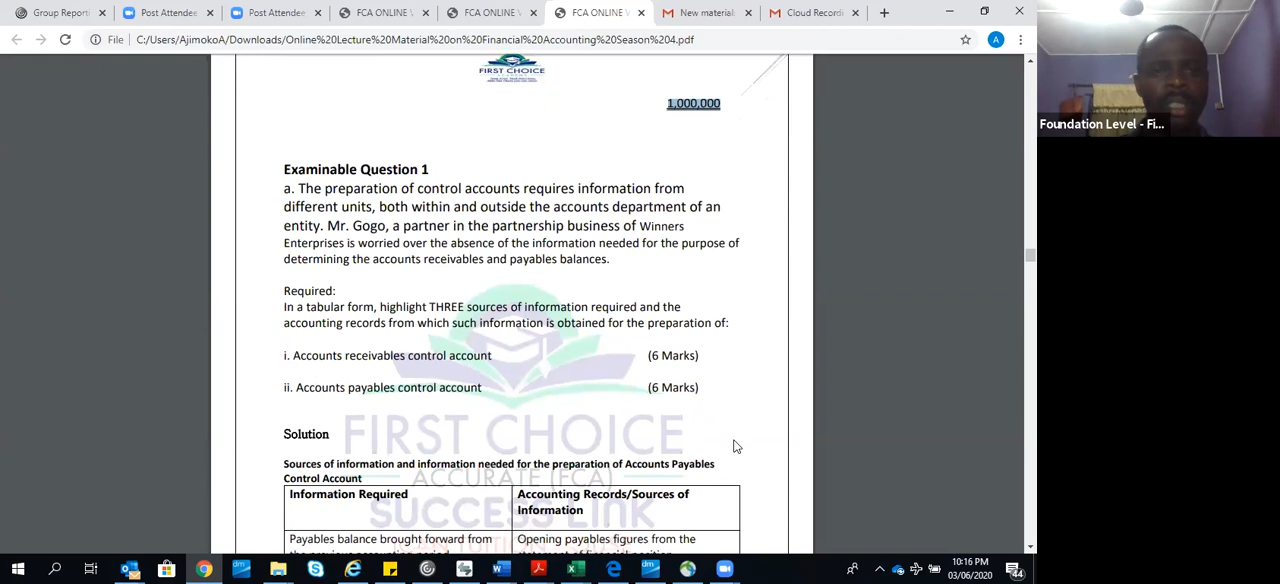 Group Reporti
Post Attendee
Post Attendee
FCA ONLINE V
FCA ONLINE V
FCA ONLINE V
New material
Cloud Record
File
C:/Users/AjimokoA/Downloads/Online%20Lecture%20Material%20on%20Financial%20Accounting%20Season%204.pdf
A
FIRST CHOICE
1,000,000
Foundation Level - Fi...
Examinable Question 1
a. The preparation of control accounts requires information from
different units, both within and outside the accounts department of an
entity. Mr. Gogo, a partner in the partnership business of Winners
Enterprises is worried over the absence of the information needed for the purpose of
determining the accounts receivables and payables balances.
Required:
In a tabular form, highlight THREE sources of information required and the
accounting records from which such information is obtained for the preparation of:
i. Accounts receivables control account (6 Marks)
ii. Accounts payables control account (6 Marks)
FIRST CHOICE
Solution
Sources of information and information needed for the preparation of Accounts Payables
Control Account
ACCURATE (FCA)
SUCCESS LINK
Information Required
Accounting Records/Sources of
Information
Payables balance brought forward from
Opening payables figures from the
10:16 PM
03/06/2020
44